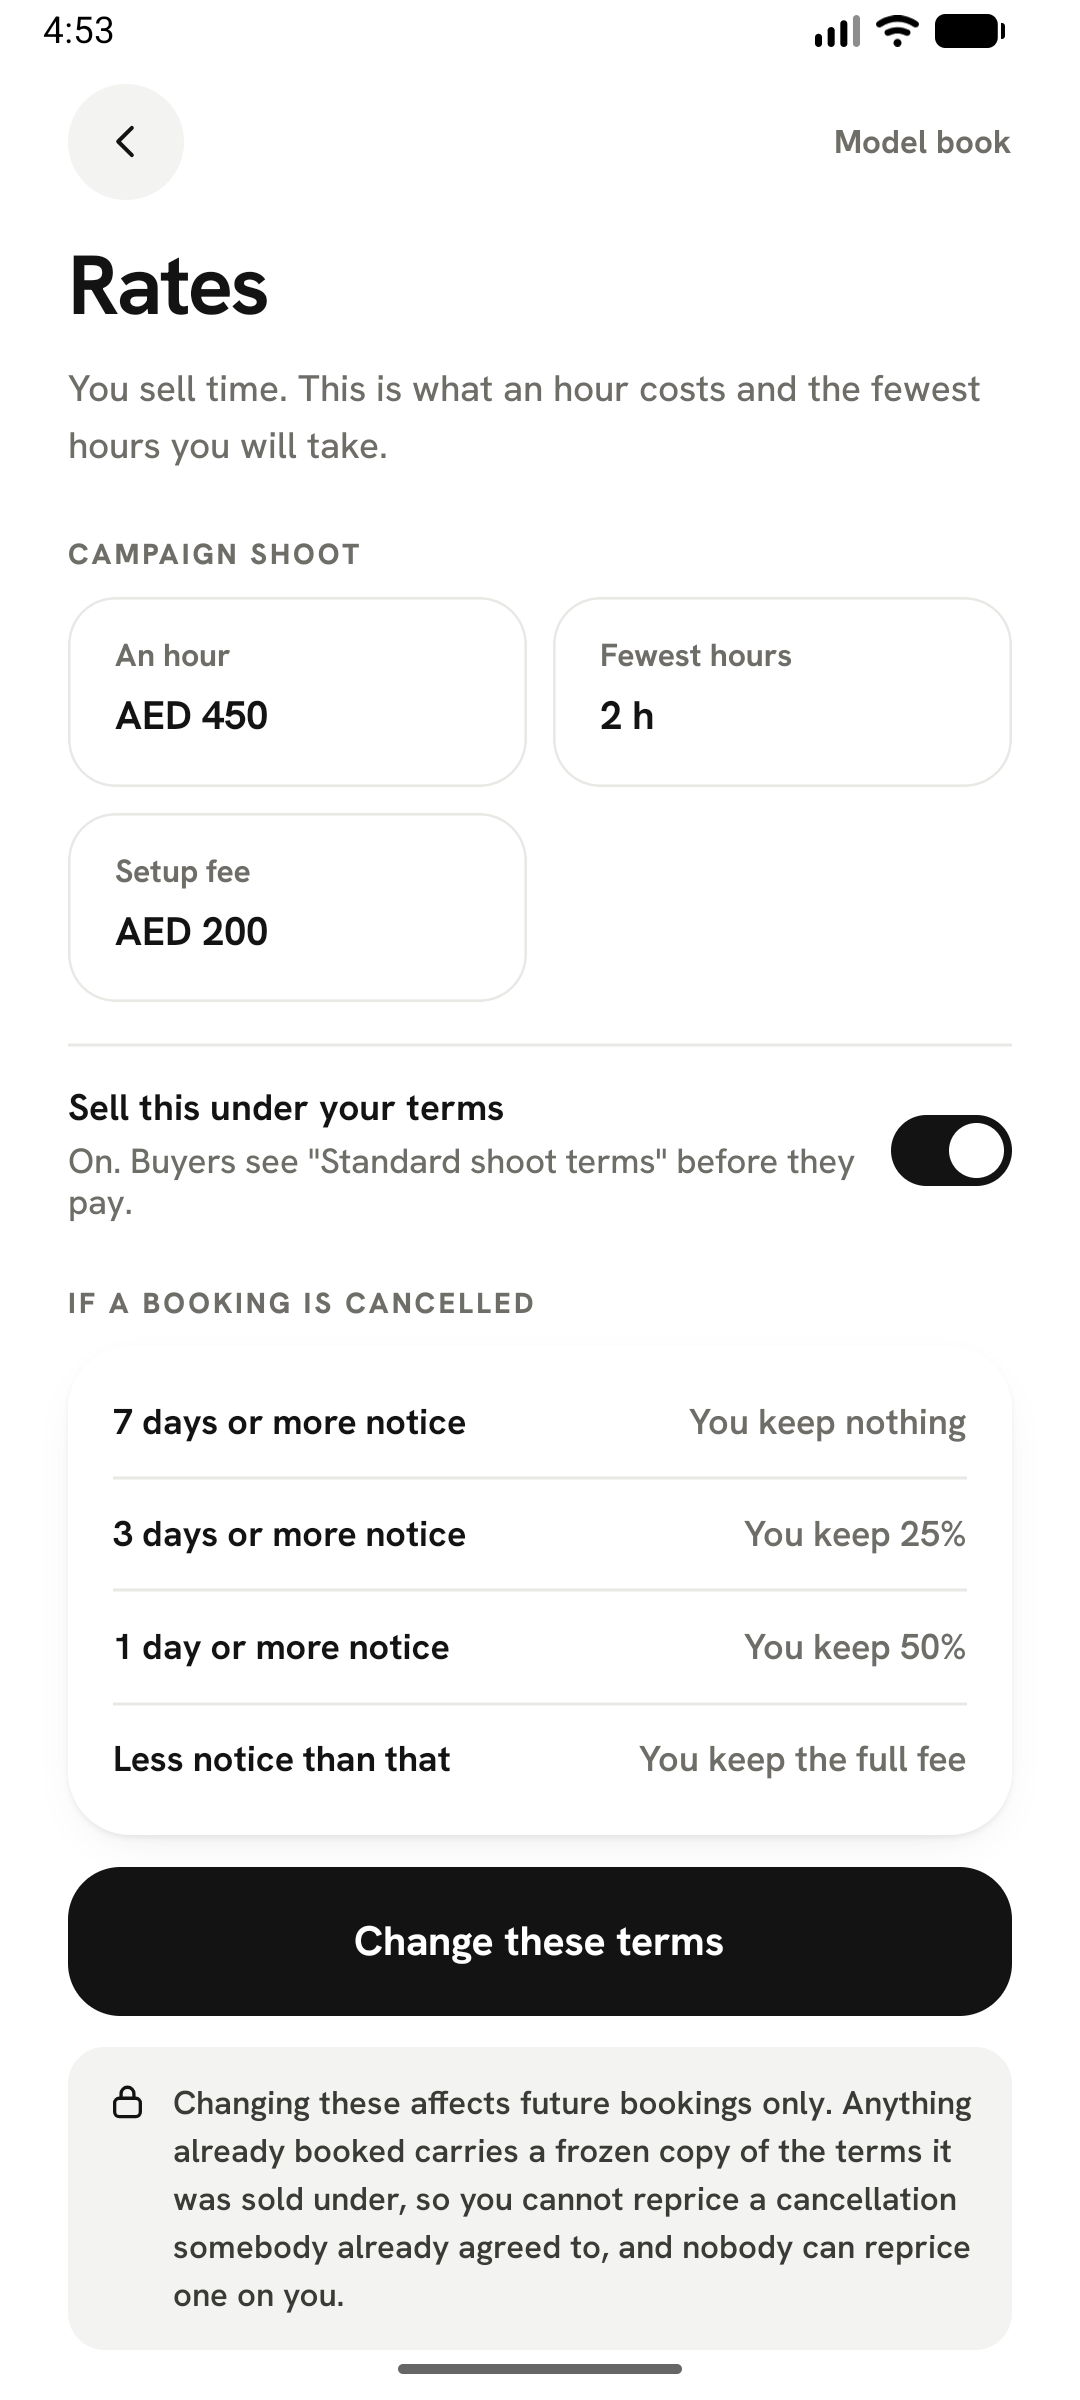 4:53
Model book
Rates
You sell time. This is what an hour costs and the fewest
hours you will take.
CAMPAIGN SHOOT
An hour
AED 450
Fewest hours
2 h
Setup fee
AED 200
Sell this under your terms
On. Buyers see "Standard shoot terms" before they
pay.
IF A BOOKING IS CANCELLED
7 days or more notice
You keep nothing
3 days or more notice
You keep 25%
1 day or more notice
You keep 50%
Less notice than that
You keep the full fee
Change these terms
Changing these affects future bookings only. Anything
already booked carries a frozen copy of the terms it
was sold under, so you cannot reprice a cancellation
somebody already agreed to, and nobody can reprice
one on you.